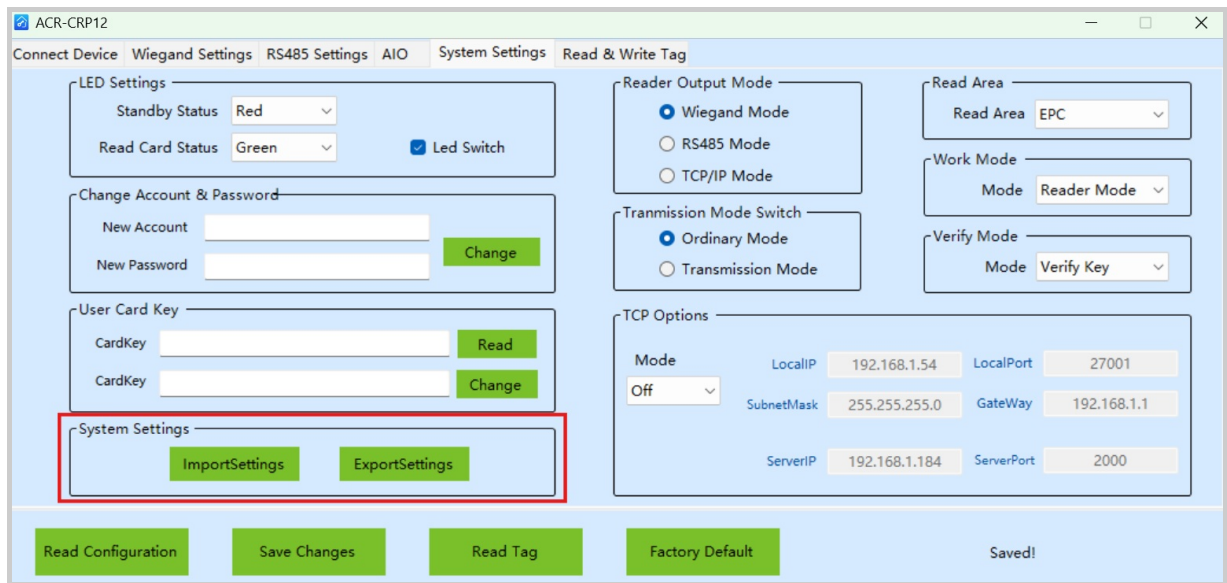 ACR-CRP12
Connect Device Wiegand Settings RS485 Settings AIO System Settings Read & Write Tag
LED Settings
Standby Status Red
Read Card Status Green Led Switch
Change Account & Password
New Account
New Password
Change
User Card Key
CardKey Read
CardKey Change
System Settings
ImportSettings ExportSettings
Reader Output Mode
Wiegand Mode
RS485 Mode
TCP/IP Mode
Tranmission Mode Switch
Ordinary Mode
Transmission Mode
Read Area
Read Area EPC
Work Mode
Mode Reader Mode
Verify Mode
Mode Verify Key
TCP Options
Mode
Off
LocalIP 192.168.1.54 LocalPort 27001
SubnetMask 255.255.255.0 GateWay 192.168.1.1
ServerIP 192.168.1.184 ServerPort 2000
Read Configuration Save Changes Read Tag Factory Default Saved!